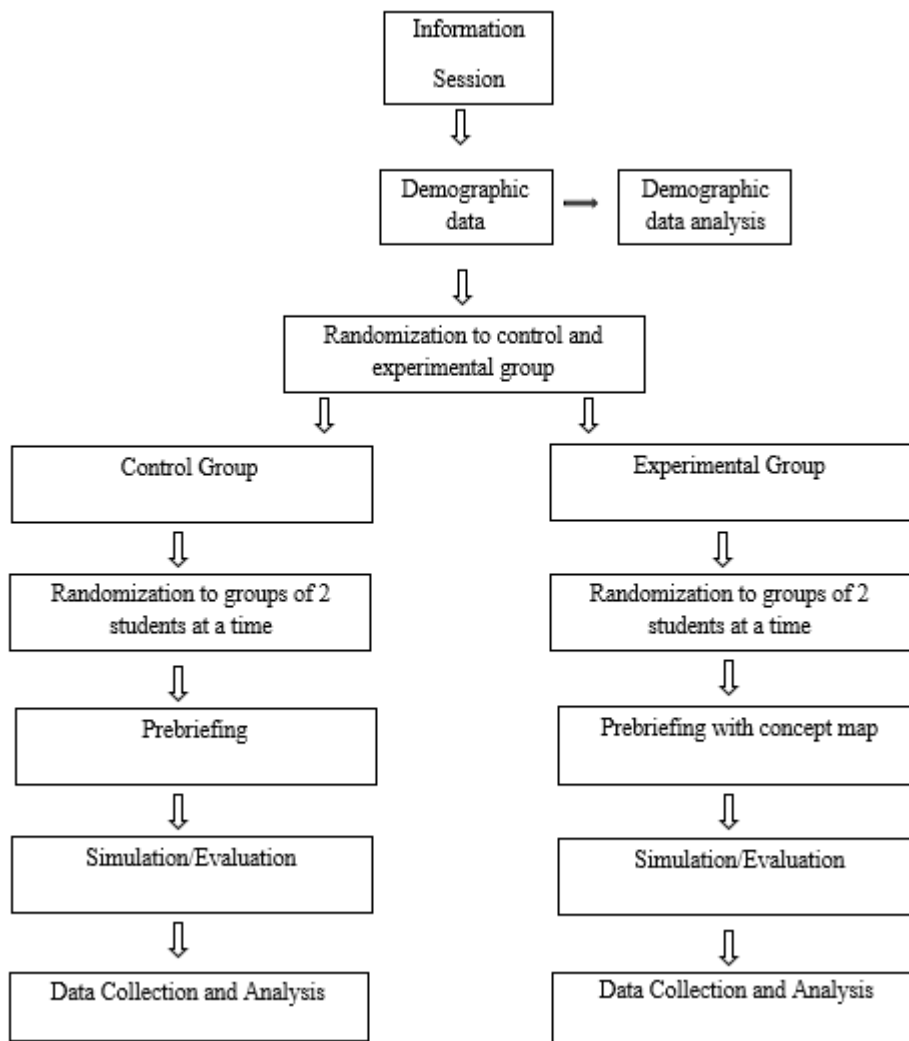 Information
Session
Demographic
data
Demographic
data analysis
Randomization to control and
experimental group
Control Group
Experimental Group
Randomization to groups of 2
students at a time
Randomization to groups of 2
students at a time
Prebriefing
Prebriefing with concept map
Simulation/Evaluation
Simulation/Evaluation
Data Collection and Analysis
Data Collection and Analysis